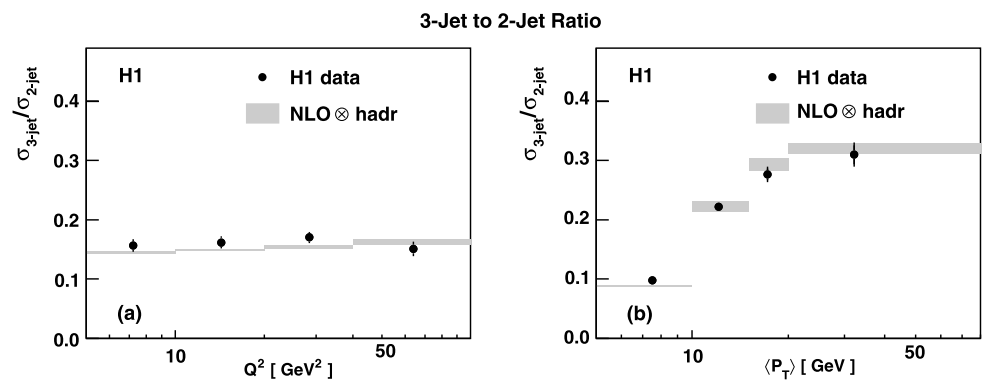 3-Jet to 2-Jet Ratio
σ3-jet/σ2-jet
H1
H1 data
NLO ⊗ hadr
0.4
0.3
0.2
0.1
0.0
(a)
10
50
Q² [ GeV² ]
σ3-jet/σ2-jet
H1
H1 data
NLO ⊗ hadr
0.4
0.3
0.2
0.1
0.0
(b)
10
50
⟨PT⟩ [ GeV ]